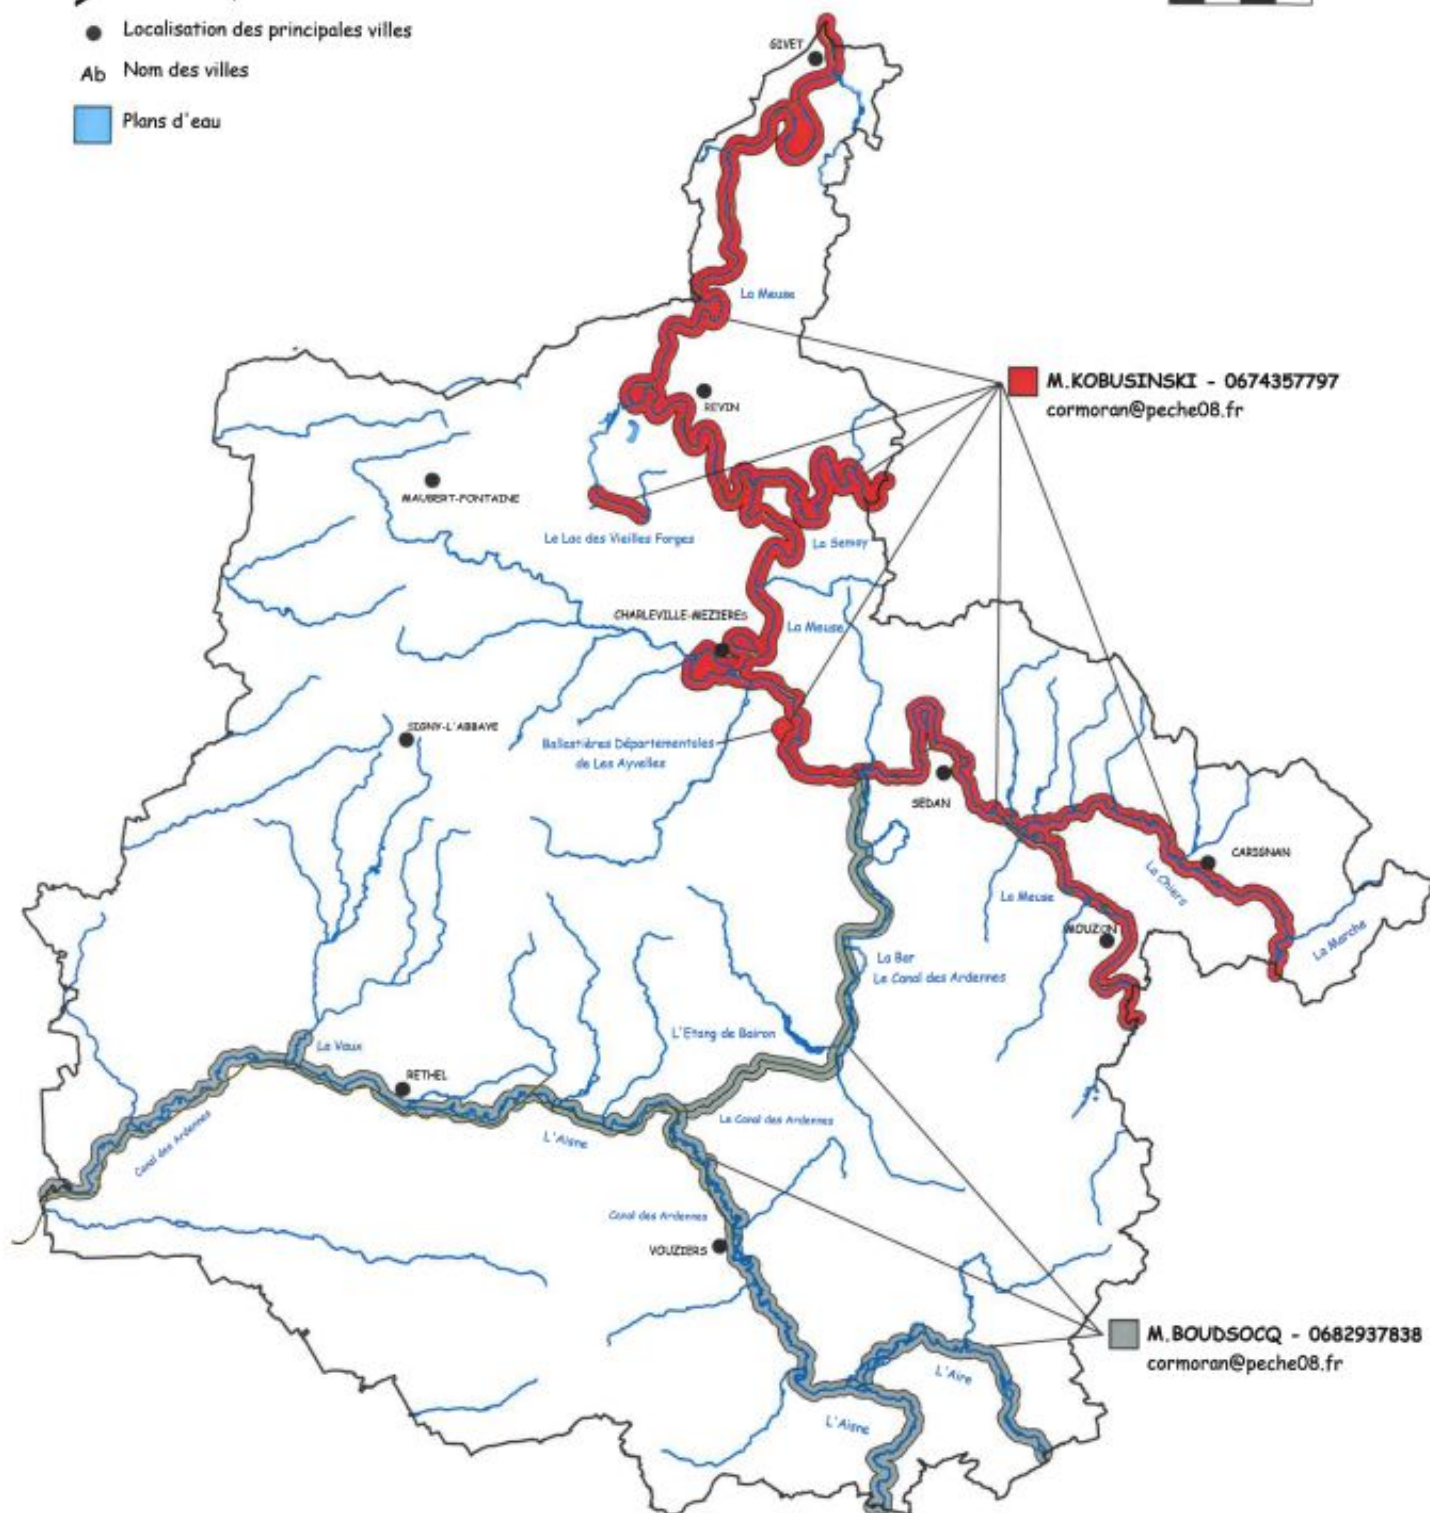 Localisation des principales villes
Ab Nom des villes
Plans d'eau
GIVET
La Meuse
M.KOBUSINSKI - 0674357797
cormoran@peche08.fr
REVIN
MAUBERT-FONTAINE
Le Lac des Vieilles Forges
La Semoy
CHARLEVILLE-MEZIERES
La Meuse
SIGNY-L'ABBAYE
Ballastières Départementales
de Les Ayvelles
SEDAN
CARIGNAN
La Chiers
La Meuse
MOUZON
La Marche
La Bar
Le Canal des Ardennes
L'Etang de Bairon
La Vaux
RETHEL
Canal des Ardennes
L'Aisne
Le Canal des Ardennes
Canal des Ardennes
VOUZIERS
M.BOUDSOCQ - 0682937838
cormoran@peche08.fr
L'Aire
L'Aisne